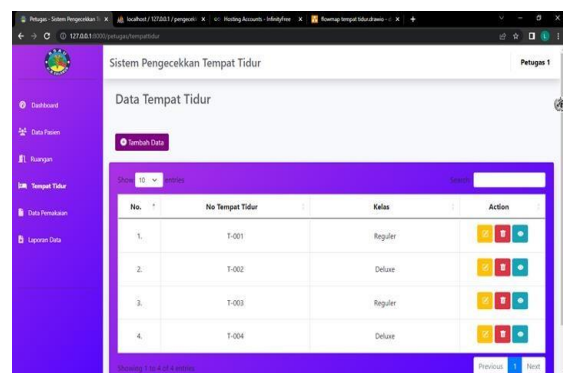 Petugas - Sistem Pengecekkan T
localhost / 127.0.0.1 / pengecek
Hosting Accounts - InfinityFree
flowmap tempat tidur.drawio
127.0.0.1:8000/petugas/tempattidur
Sistem Pengecekkan Tempat Tidur
Petugas 1
Dashboard
Data Pasien
Ruangan
Tempat Tidur
Data Pemakaian
Laporan Data
Data Tempat Tidur
Tambah Data
Show 10 entries
Search:
No. No Tempat Tidur Kelas Action
1. T-001 Reguler
2. T-002 Deluxe
3. T-003 Reguler
4. T-004 Deluxe
Showing 1 to 4 of 4 entries
Previous 1 Next